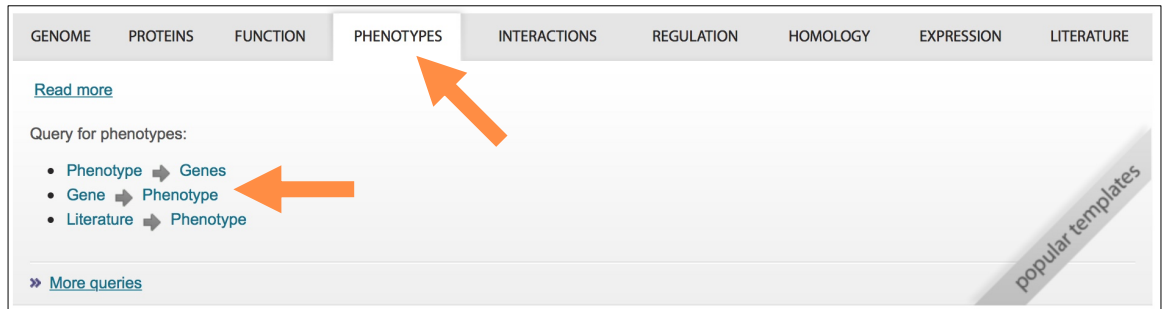 GENOME PROTEINS FUNCTION PHENOTYPES INTERACTIONS REGULATION HOMOLOGY EXPRESSION LITERATURE
Read more
Query for phenotypes:
• Phenotype ➡ Genes
• Gene ➡ Phenotype
• Literature ➡ Phenotype
popular templates
» More queries